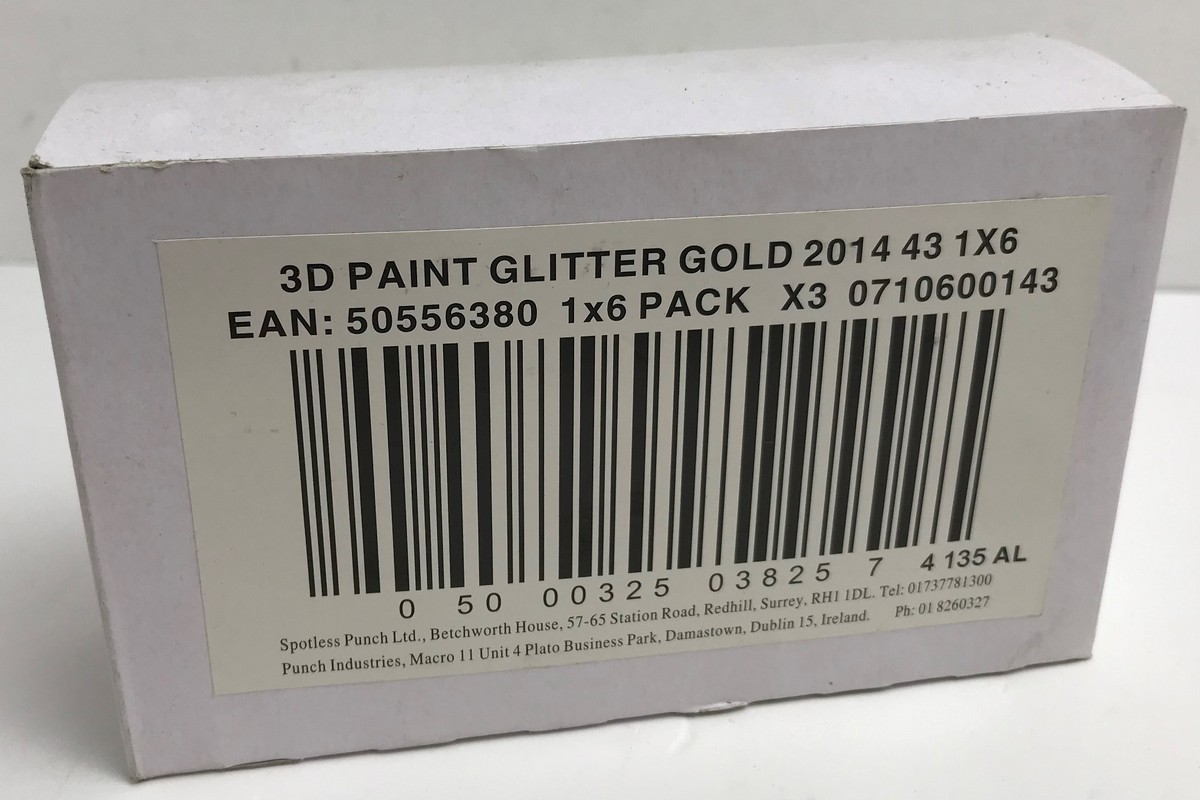 3D PAINT GLITTER GOLD 2014 43 1X6
EAN: 50556380 1x6 PACK X3 0710600143
0 50 00325 03825 7 4 135 AL
Spotless Punch Ltd., Betchworth House, 57-65 Station Road, Redhill, Surrey, RH1 1DL. Tel: 01737781300
Punch Industries, Macro 11 Unit 4 Plato Business Park, Damastown, Dublin 15, Ireland. Ph: 01 8260327